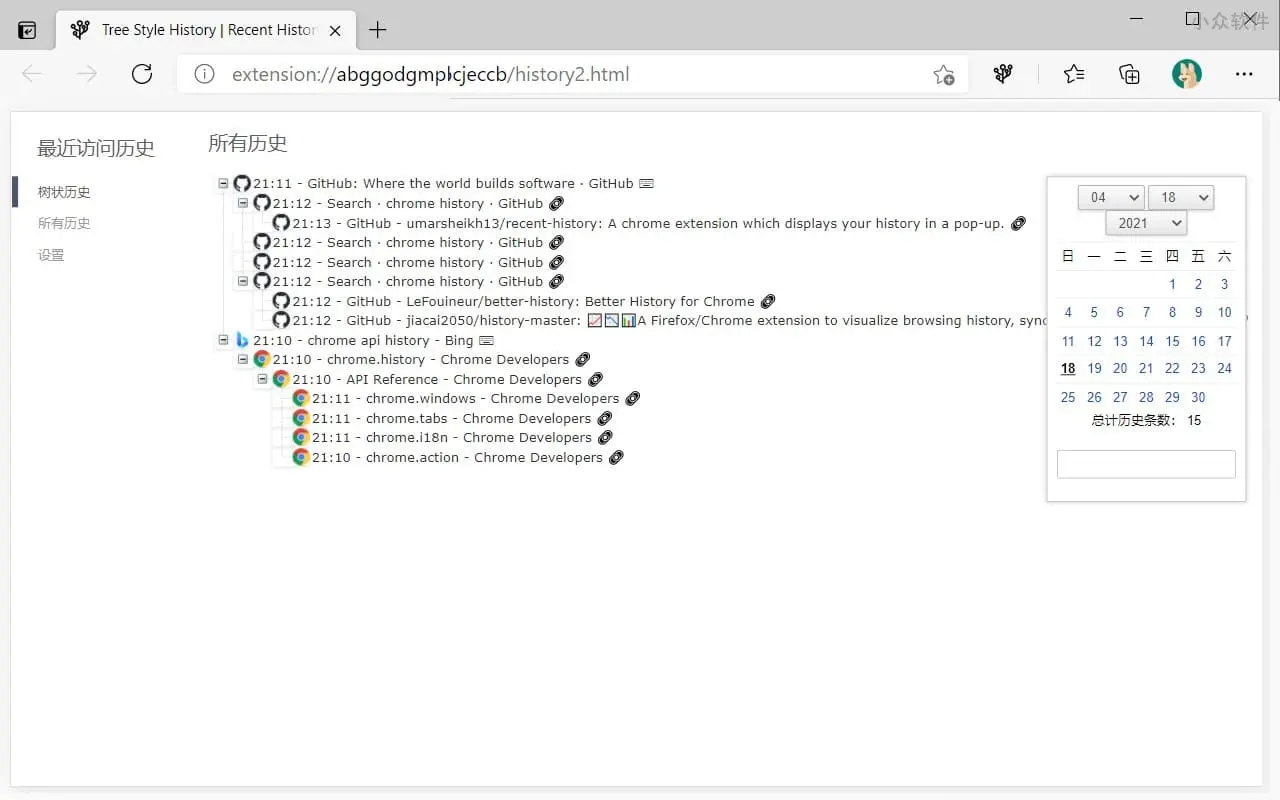 Tree Style History | Recent Histor
小众软件
extension://abggodgmplcjeccb/history2.html
最近访问历史
树状历史
所有历史
设置
所有历史
21:11 - GitHub: Where the world builds software · GitHub
21:12 - Search · chrome history · GitHub
21:13 - GitHub - umarsheikh13/recent-history: A chrome extension which displays your history in a pop-up.
21:12 - Search · chrome history · GitHub
21:12 - Search · chrome history · GitHub
21:12 - Search · chrome history · GitHub
21:12 - GitHub - LeFouineur/better-history: Better History for Chrome
21:12 - GitHub - jiacai2050/history-master: 📈📉📊A Firefox/Chrome extension to visualize browsing history, sync
21:10 - chrome api history - Bing
21:10 - chrome.history - Chrome Developers
21:10 - API Reference - Chrome Developers
21:11 - chrome.windows - Chrome Developers
21:11 - chrome.tabs - Chrome Developers
21:11 - chrome.i18n - Chrome Developers
21:10 - chrome.action - Chrome Developers
04 18
2021
日 一 二 三 四 五 六
1 2 3
4 5 6 7 8 9 10
11 12 13 14 15 16 17
18 19 20 21 22 23 24
25 26 27 28 29 30
总计历史条数: 15